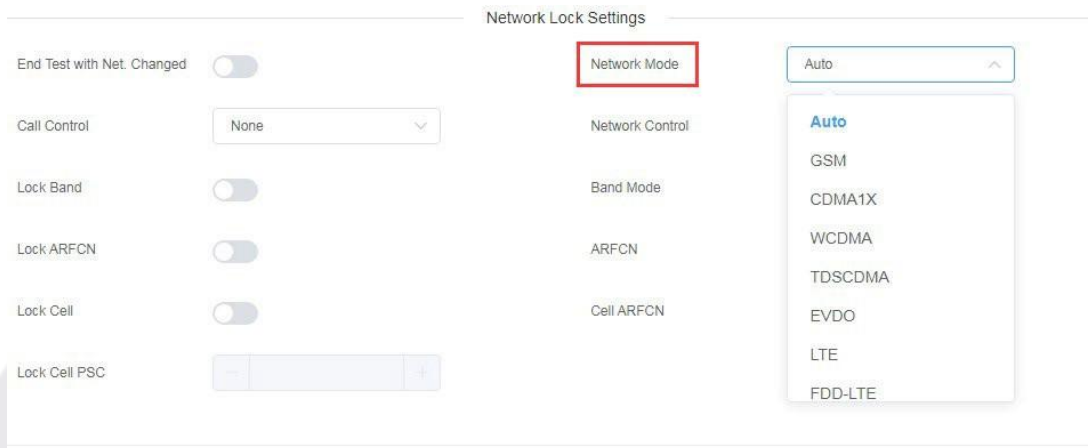 Network Lock Settings
End Test with Net. Changed
Network Mode
Auto
Call Control
None
Network Control
Auto
GSM
Lock Band
Band Mode
CDMA1X
WCDMA
Lock ARFCN
ARFCN
TDSCDMA
Lock Cell
Cell ARFCN
EVDO
LTE
Lock Cell PSC
FDD-LTE